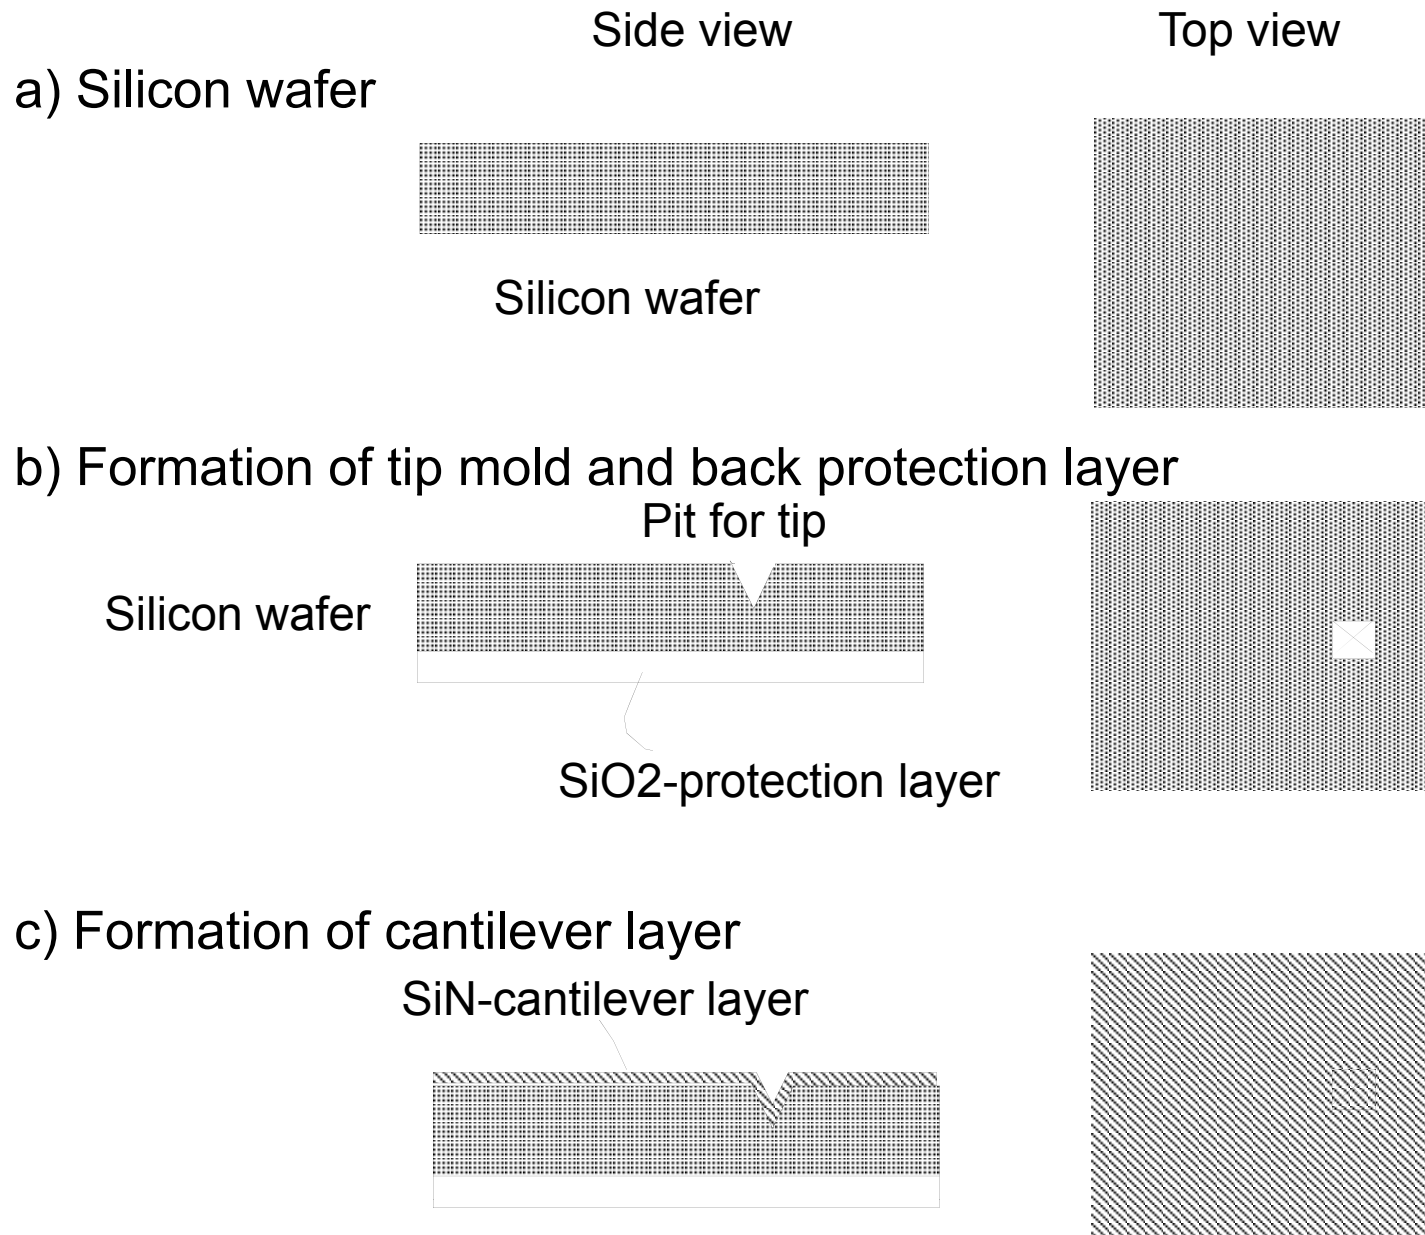 Side view
Top view
a) Silicon wafer
Silicon wafer
b) Formation of tip mold and back protection layer
Pit for tip
Silicon wafer
SiO2-protection layer
c) Formation of cantilever layer
SiN-cantilever layer